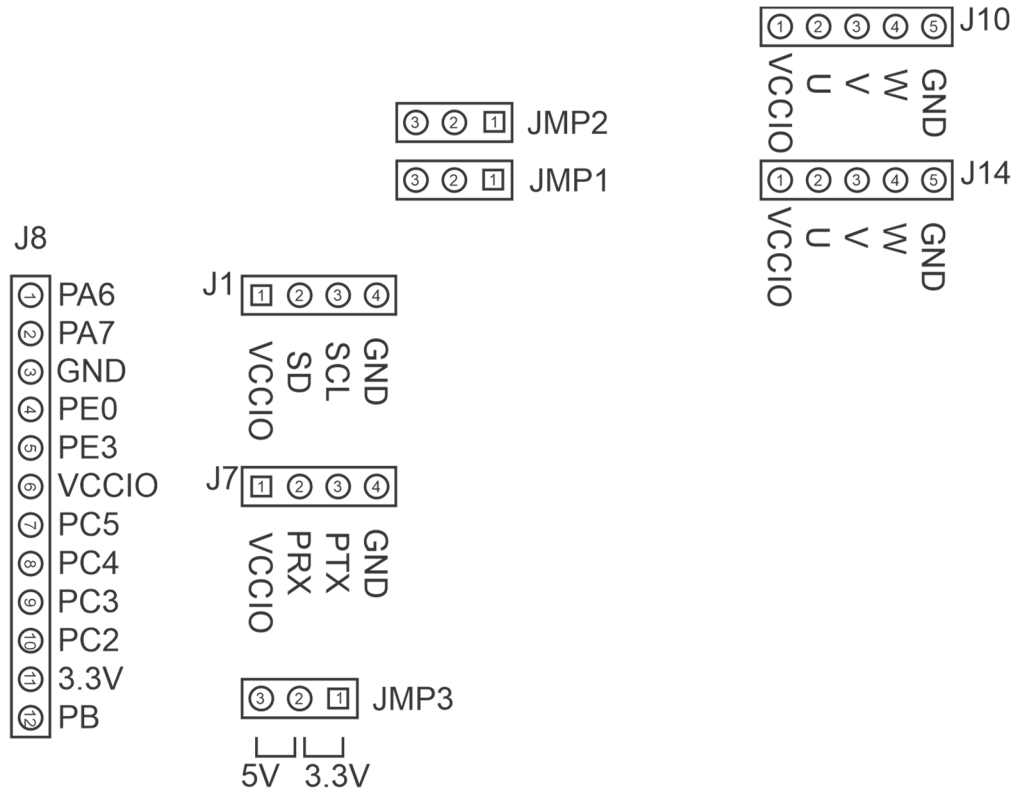 1 2 3 4 5 J10
VCCIO U V W GND
3 2 1 JMP2
3 2 1 JMP1
1 2 3 4 5 J14
VCCIO U V W GND
J8
1 PA6
2 PA7
3 GND
4 PE0
5 PE3
6 VCCIO
7 PC5
8 PC4
9 PC3
10 PC2
11 3.3V
12 PB
J1 1 2 3 4
VCCIO SD SCL GND
J7 1 2 3 4
VCCIO PRX PTX GND
3 2 1 JMP3
5V 3.3V